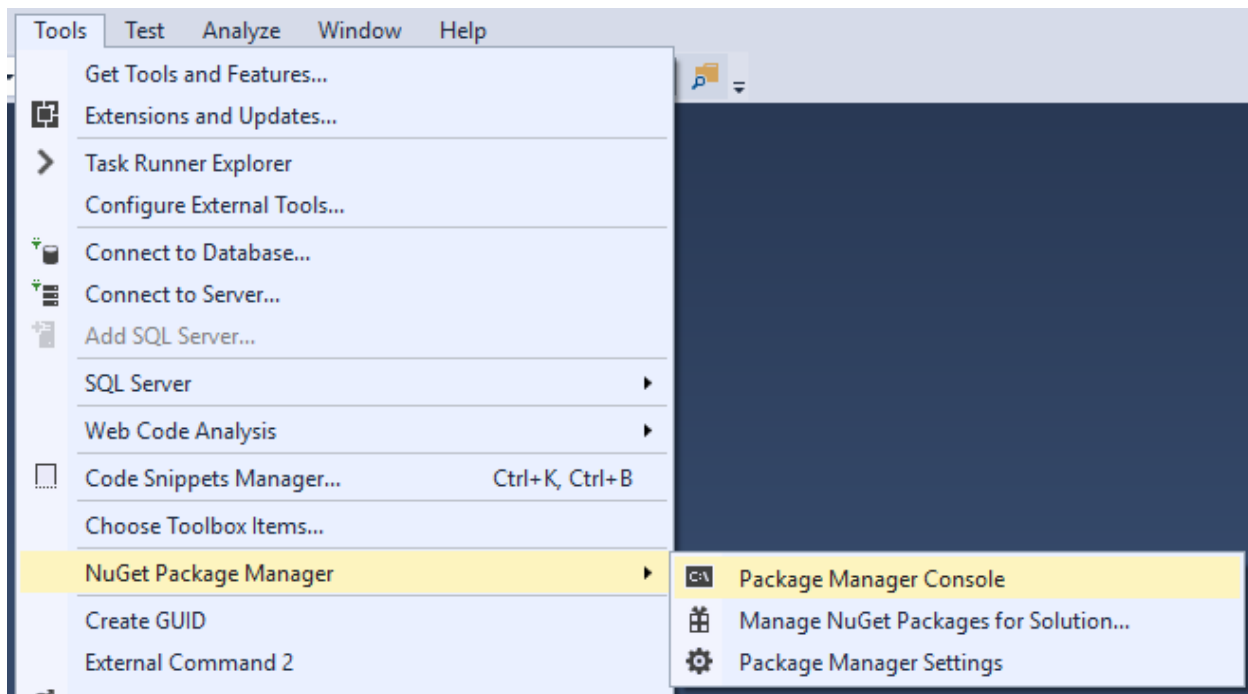 Tools Test Analyze Window Help
Get Tools and Features...
Extensions and Updates...
Task Runner Explorer
Configure External Tools...
Connect to Database...
Connect to Server...
Add SQL Server...
SQL Server
Web Code Analysis
Code Snippets Manager... Ctrl+K, Ctrl+B
Choose Toolbox Items...
NuGet Package Manager
Create GUID
External Command 2
C:\ Package Manager Console
Manage NuGet Packages for Solution...
Package Manager Settings